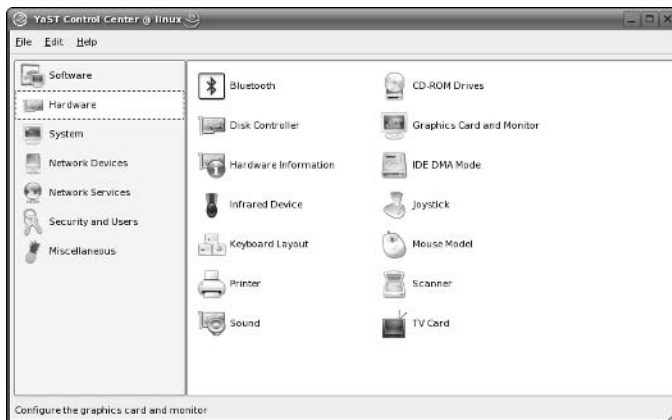 YaST Control Center @ linux
File Edit Help
Software
Hardware
System
Network Devices
Network Services
Security and Users
Miscellaneous
Bluetooth
CD-ROM Drives
Disk Controller
Graphics Card and Monitor
Hardware Information
IDE DMA Mode
Infrared Device
Joystick
Keyboard Layout
Mouse Model
Printer
Scanner
Sound
TV Card
Configure the graphics card and monitor